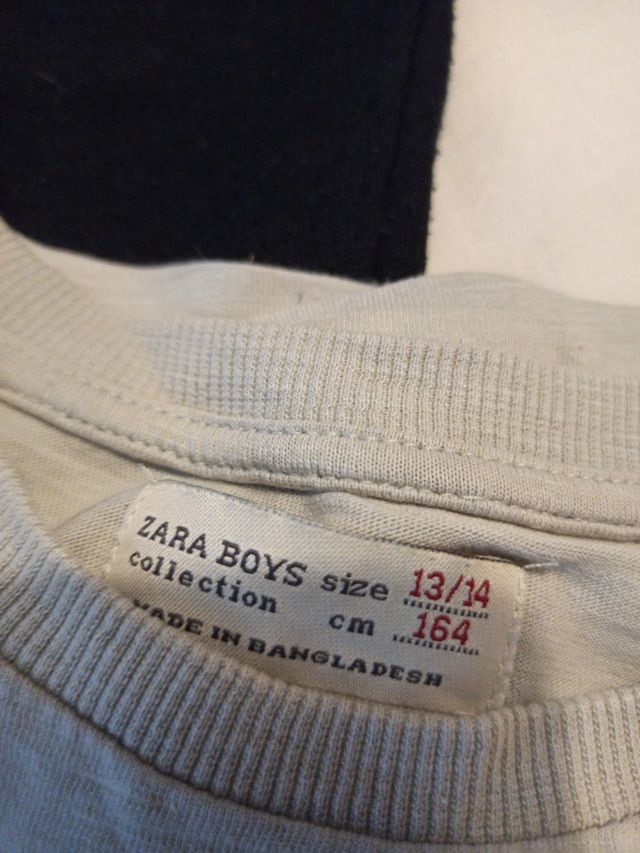 ZARA BOYS size 13/14
collection cm 164
MADE IN BANGLADESH